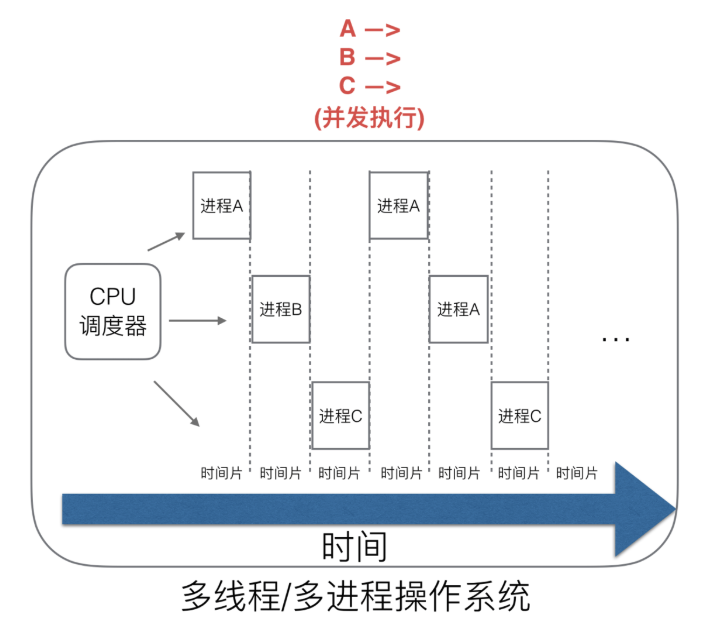 A —>
B —>
C —>
(并发执行)
进程A
进程A
CPU
调度器
进程B
进程A
...
进程C
进程C
时间片 时间片 时间片 时间片 时间片 时间片 时间片
时间
多线程/多进程操作系统